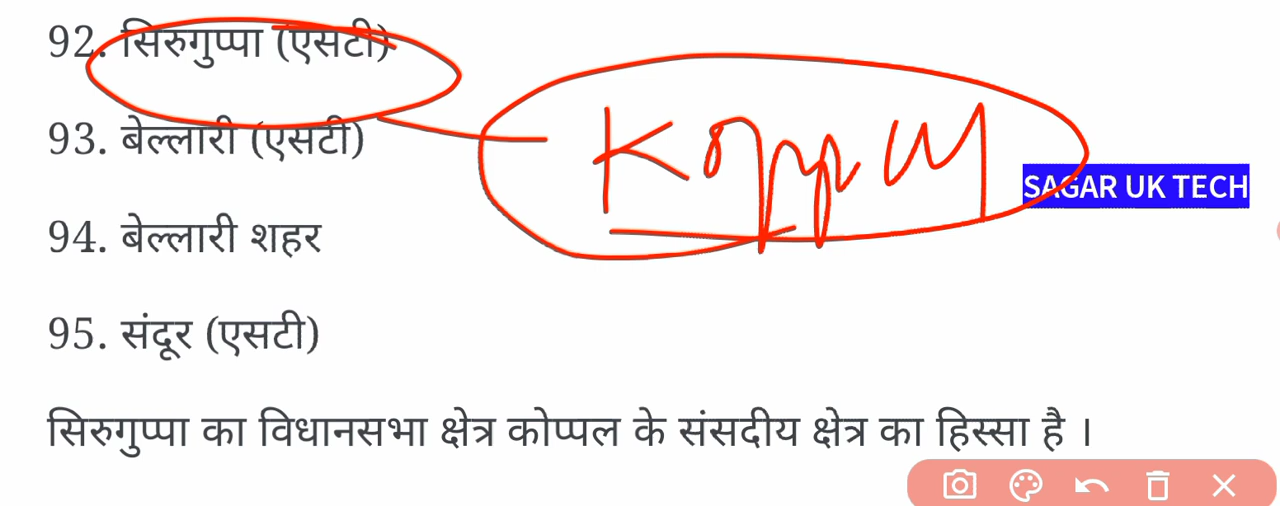 92. सिरुगुप्पा (एसटी)
93. बेल्लारी (एसटी)
Koppal
SAGAR UK TECH
94. बेल्लारी शहर
95. संदूर (एसटी)
सिरुगुप्पा का विधानसभा क्षेत्र कोप्पल के संसदीय क्षेत्र का हिस्सा है ।